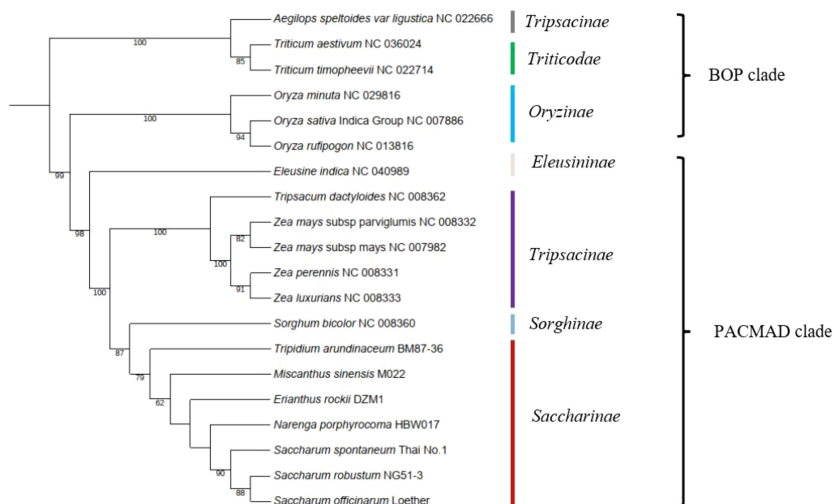 Aegilops speltoides var ligustica NC 022666
Tripsacinae
100
85
Triticum aestivum NC 036024
Triticodae
Triticum timopheevii NC 022714
BOP clade
Oryza minuta NC 029816
100
94
Oryza sativa Indica Group NC 007886
Oryzinae
Oryza rufipogon NC 013816
99
Eleusine indica NC 040989
Eleusininae
98
Tripsacum dactyloides NC 008362
100
Zea mays subsp parviglumis NC 008332
82
Zea mays subsp mays NC 007982
Tripsacinae
100
Zea perennis NC 008331
91
Zea luxurians NC 008333
100
Sorghum bicolor NC 008360
Sorghinae
87
PACMAD clade
Tripidium arundinaceum BM87-36
79
Miscanthus sinensis M022
62
Erianthus rockii DZM1
Saccharinae
Narenga porphyrocoma HBW017
Saccharum spontaneum Thai No.1
90
Saccharum robustum NG51-3
88
Saccharum officinarum Loether